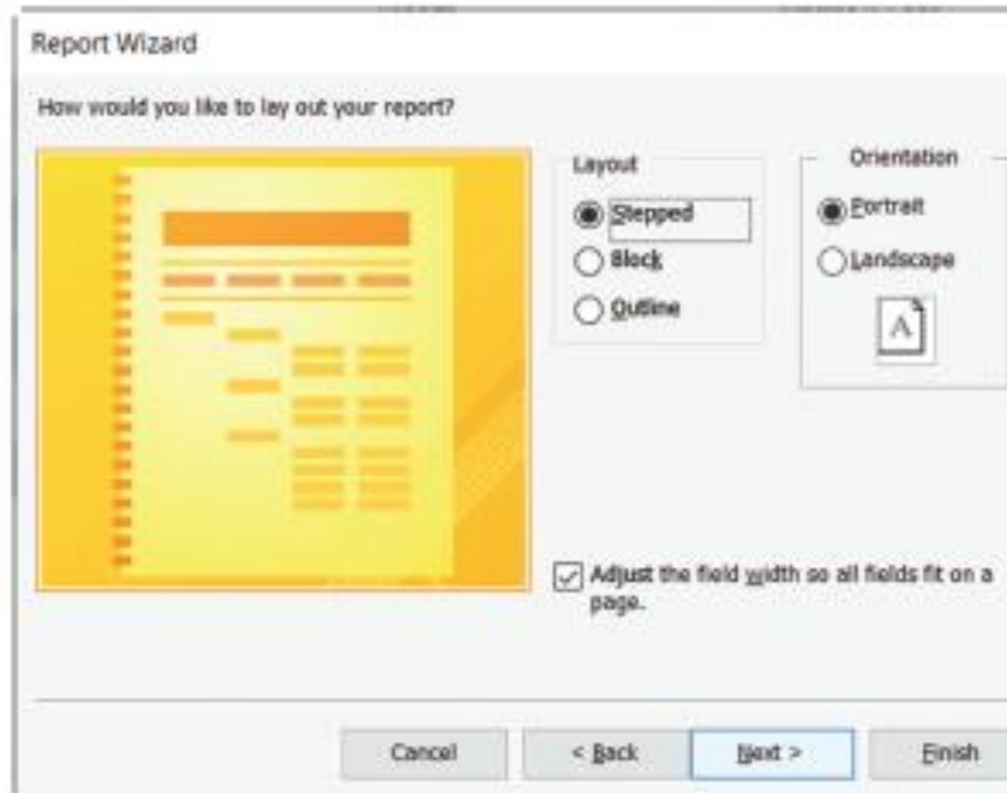 Report Wizard
How would you like to lay out your report?
Layout
Stepped
Block
Outline
Orientation
Portrait
Landscape
A
Adjust the field width so all fields fit on a
page.
Cancel
< Back
Next >
Finish